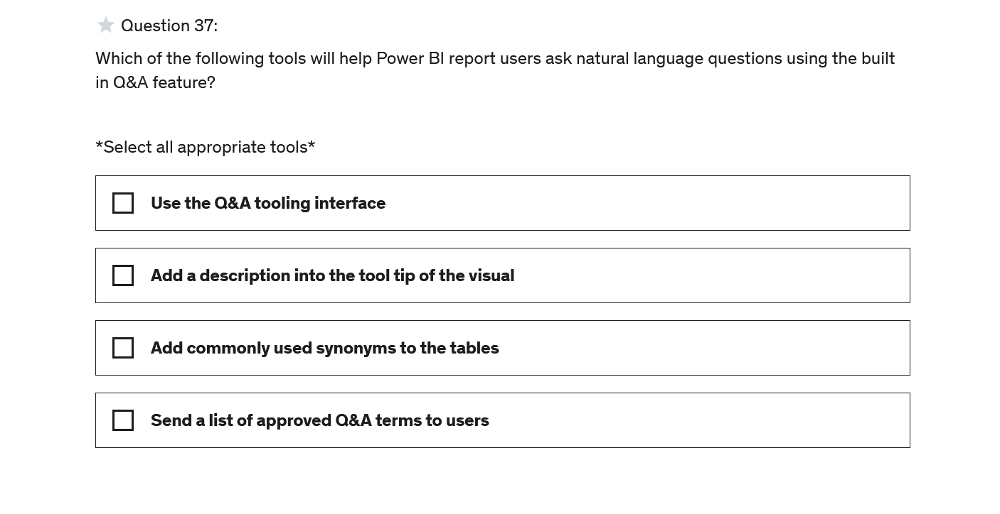 Question 37:
Which of the following tools will help Power BI report users ask natural language questions using the built
in Q&A feature?
*Select all appropriate tools*
Use the Q&A tooling interface
Add a description into the tool tip of the visual
Add commonly used synonyms to the tables
Send a list of approved Q&A terms to users